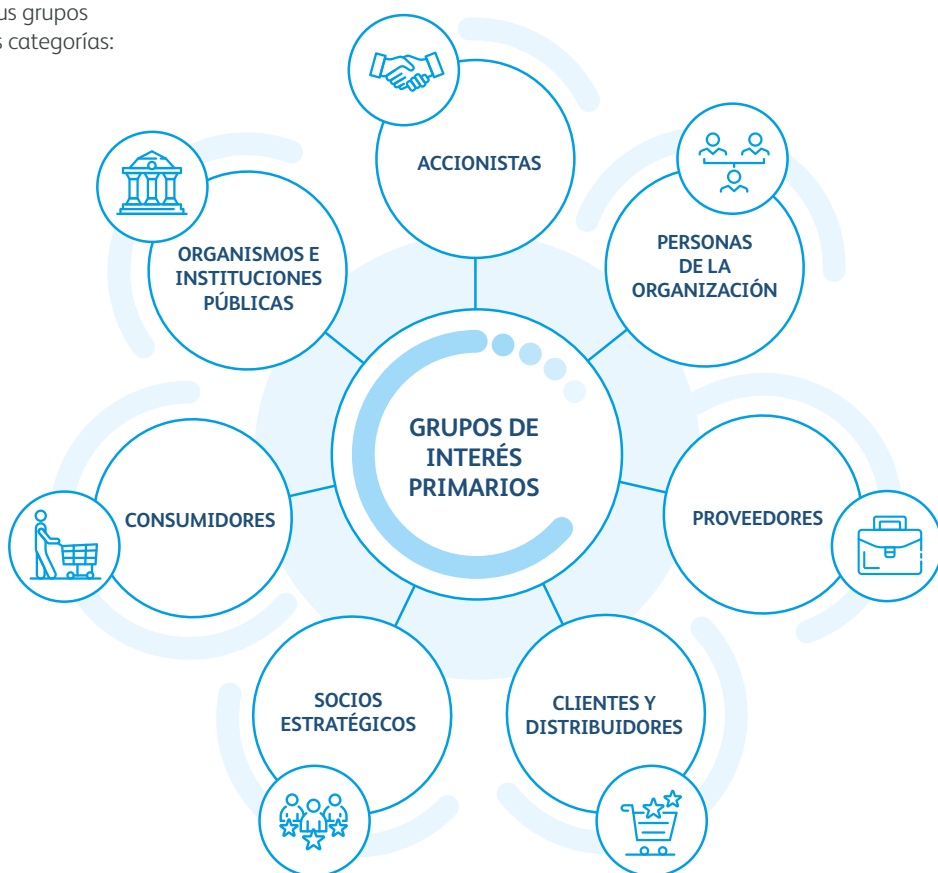 us grupos
s categorías:
ACCIONISTAS
PERSONAS
DE LA
ORGANIZACIÓN
ORGANISMOS E
INSTITUCIONES
PÚBLICAS
GRUPOS DE
INTERÉS
PRIMARIOS
CONSUMIDORES
PROVEEDORES
SOCIOS
ESTRATÉGICOS
CLIENTES Y
DISTRIBUIDORES